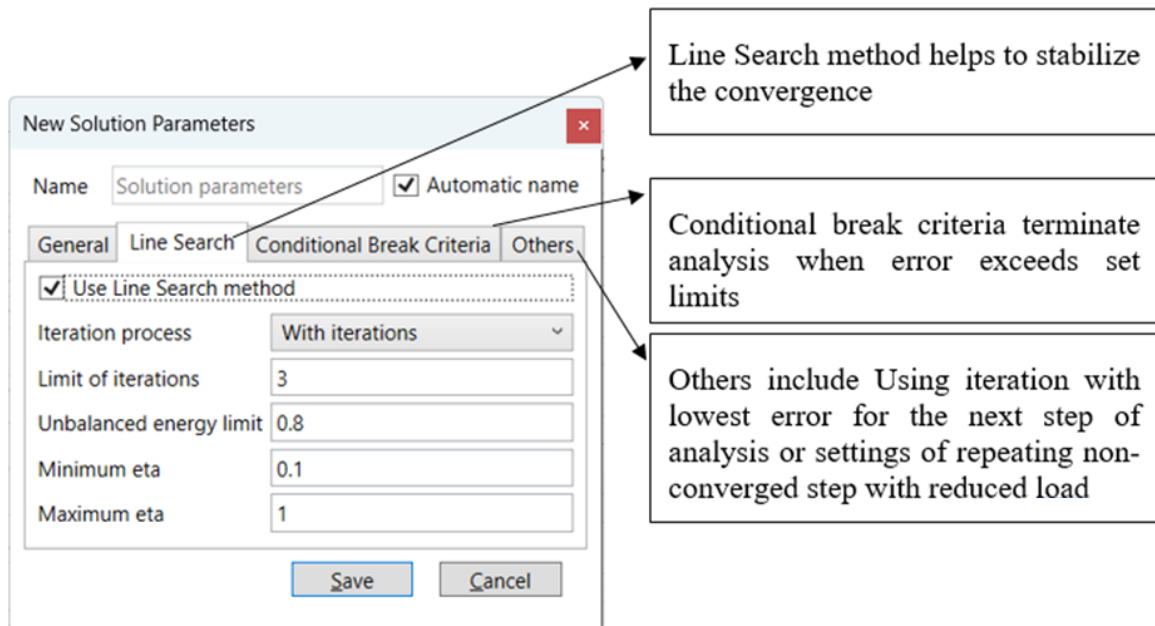 New Solution Parameters
Name Solution parameters Automatic name
General Line Search Conditional Break Criteria Others
Use Line Search method
Iteration process With iterations
Limit of iterations 3
Unbalanced energy limit 0.8
Minimum eta 0.1
Maximum eta 1
Save Cancel
Line Search method helps to stabilize
the convergence
Conditional break criteria terminate
analysis when error exceeds set
limits
Others include Using iteration with
lowest error for the next step of
analysis or settings of repeating non-
converged step with reduced load